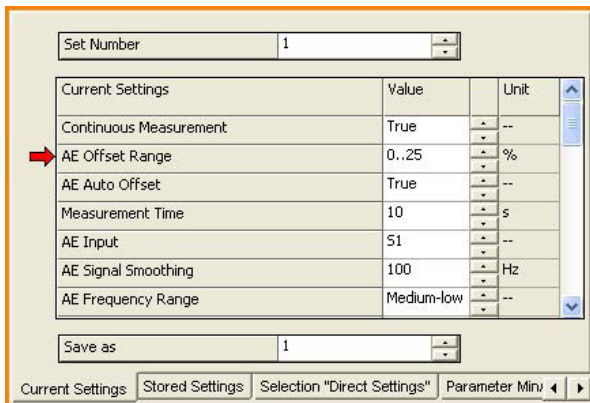 Set Number 1
Current Settings Value Unit
Continuous Measurement True --
AE Offset Range 0..25 %
AE Auto Offset True --
Measurement Time 10 s
AE Input S1 --
AE Signal Smoothing 100 Hz
AE Frequency Range Medium-low --
Save as 1
Current Settings Stored Settings Selection "Direct Settings" Parameter Min/